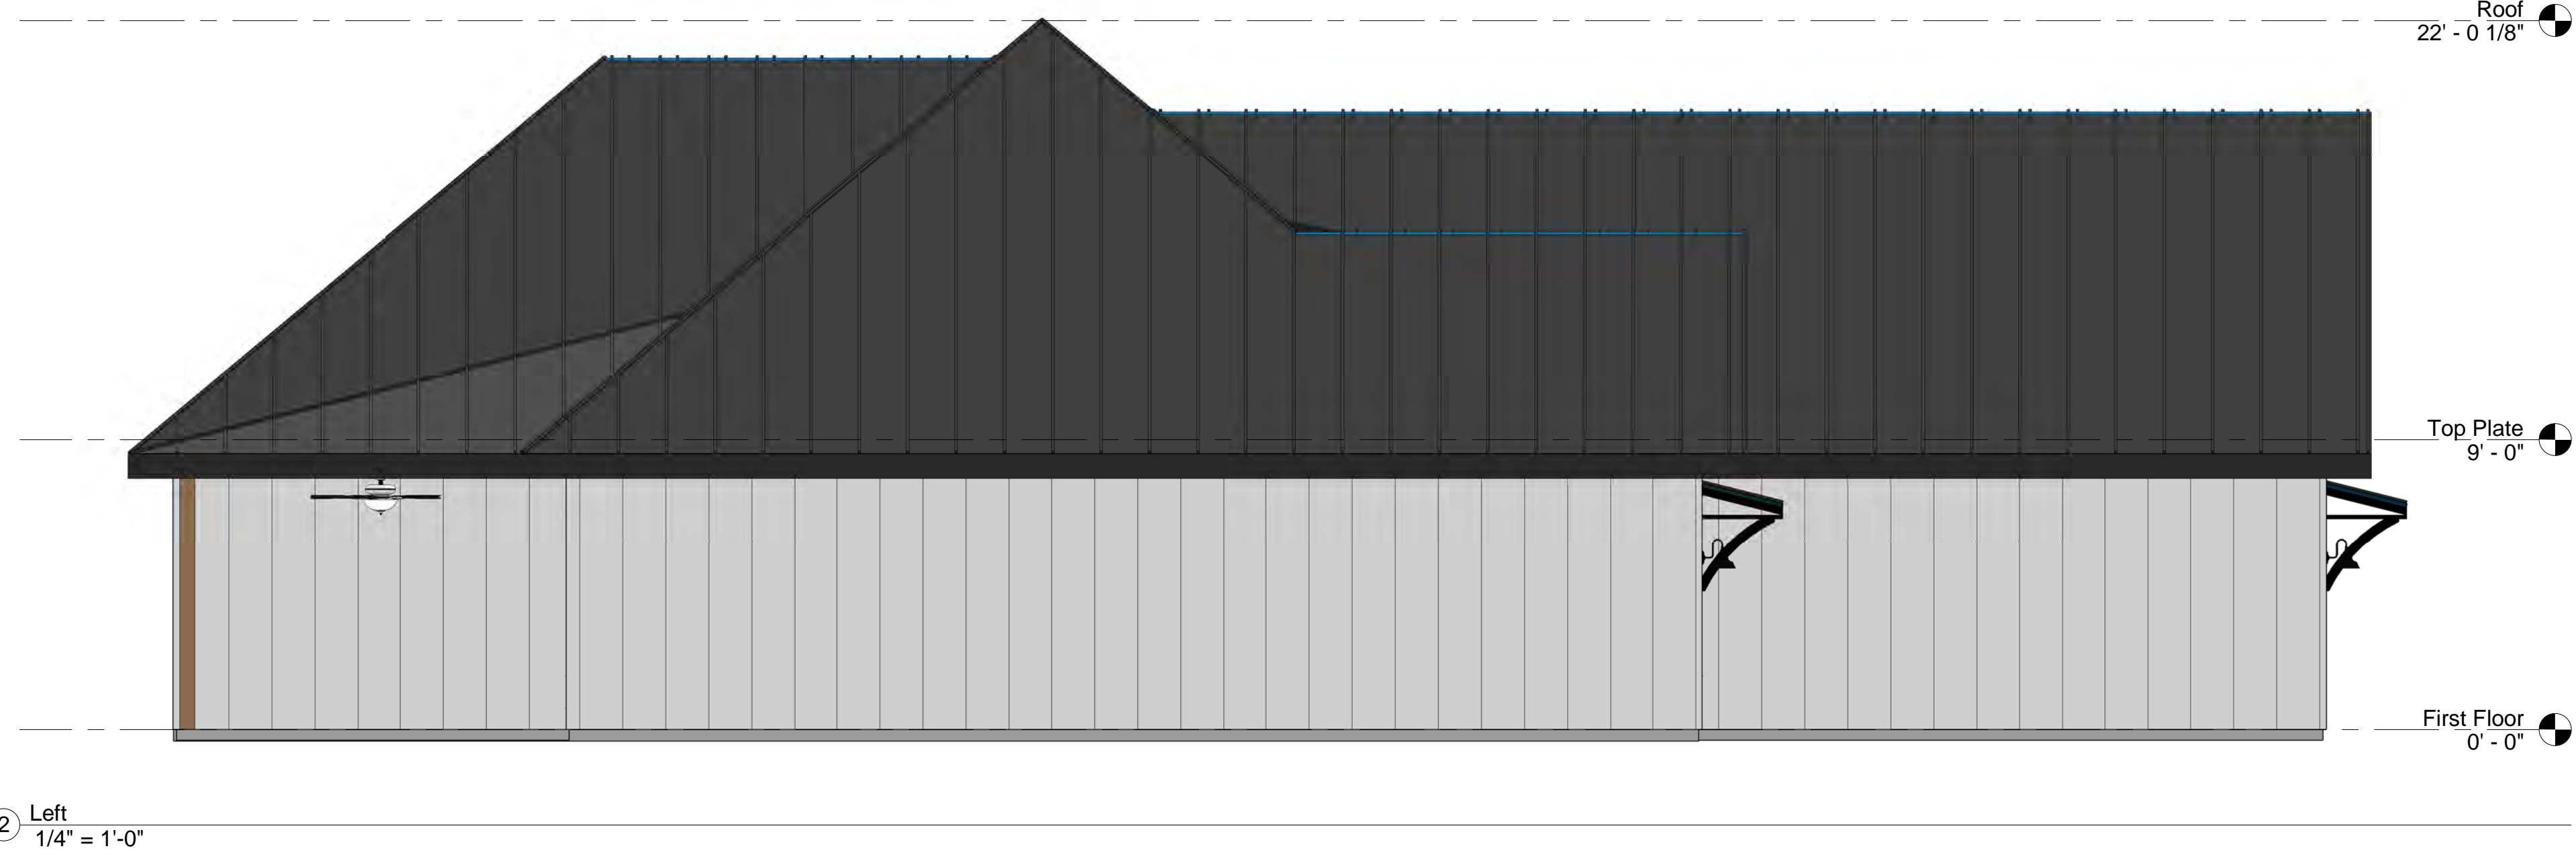 Roof
22' - 0 1/8"
Top Plate
9' - 0"
First Floor
0' - 0"
2 Left
1/4" = 1'-0"